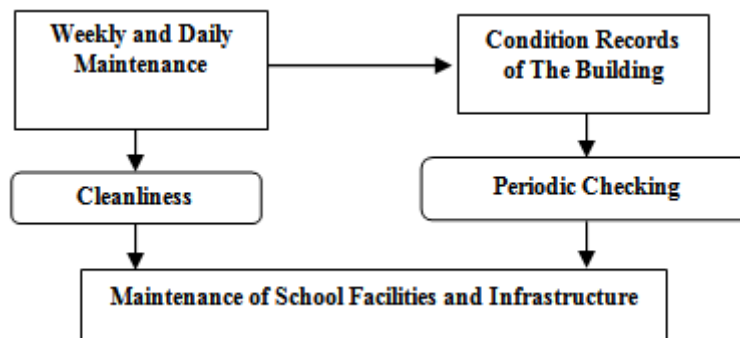 Weekly and Daily
Maintenance
Condition Records
of The Building
Cleanliness
Periodic Checking
Maintenance of School Facilities and Infrastructure